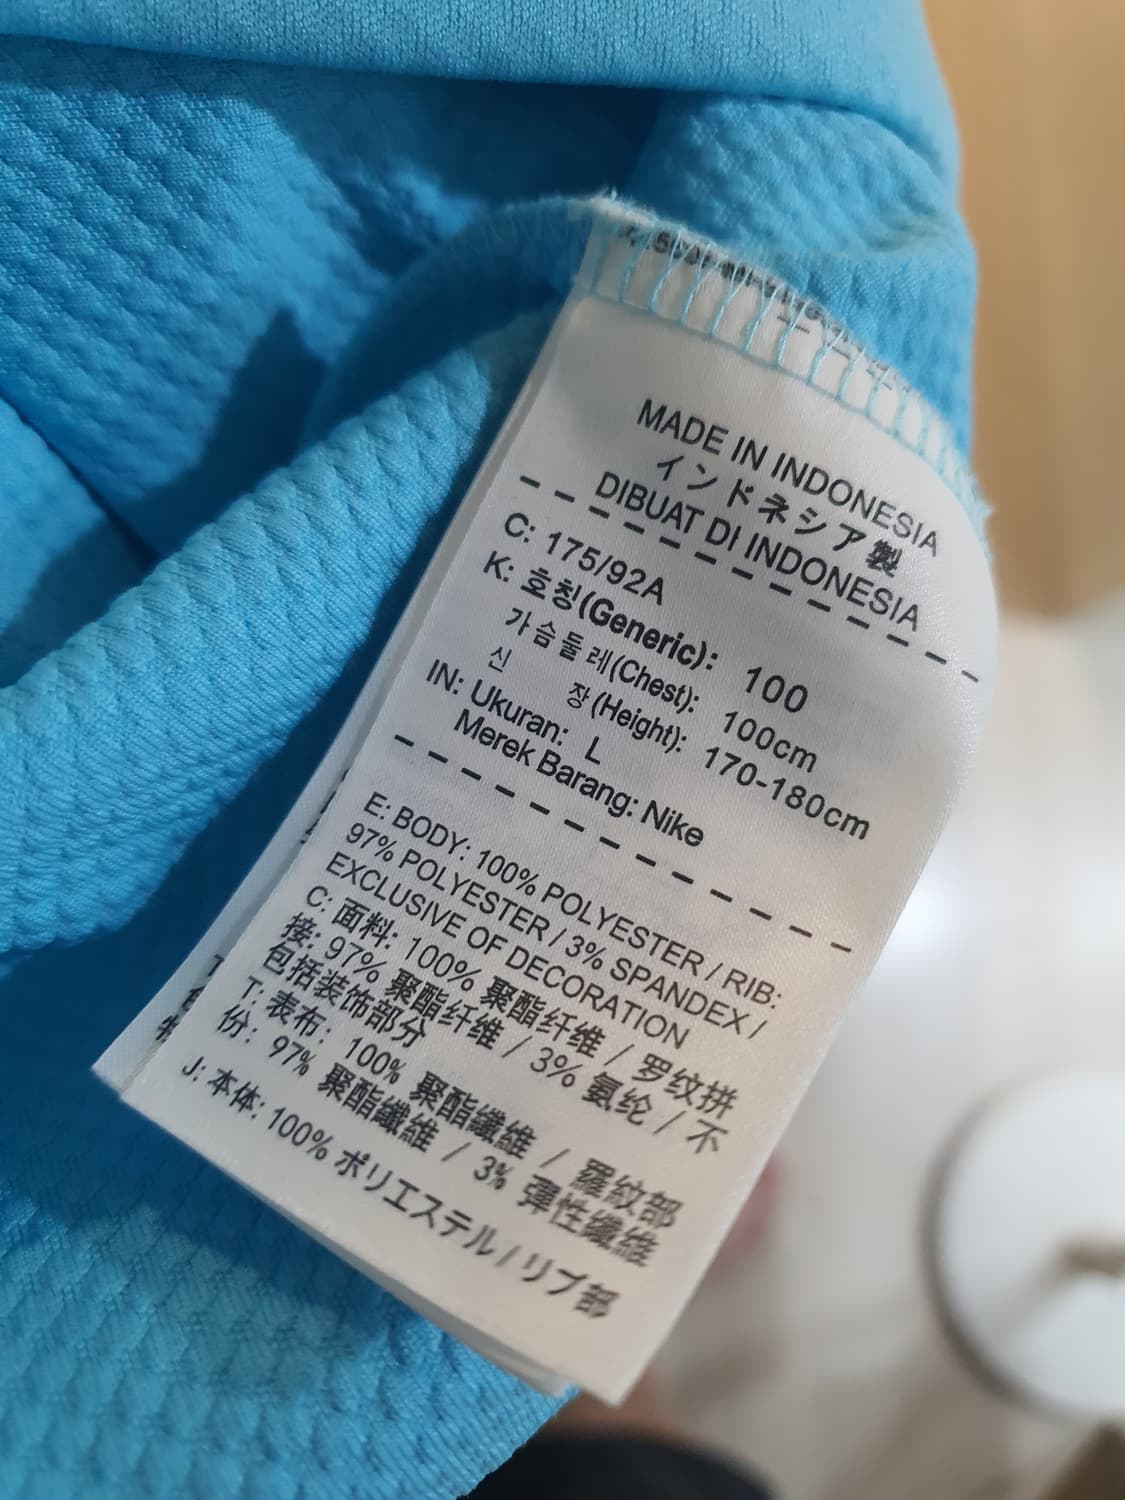 MADE IN INDONESIA
インドネシア製
DIBUAT DI INDONESIA
C: 175/92A
K: 호칭(Generic): 100
가슴둘레(Chest): 100cm
신 장(Height): 170-180cm
IN: Ukuran: L
Merek Barang: Nike
E: BODY: 100% POLYESTER / RIB:
97% POLYESTER / 3% SPANDEX /
EXCLUSIVE OF DECORATION
C: 面料: 100% 聚酯纤维 / 罗纹拼
接: 97% 聚酯纤维 / 3% 氨纶 / 不
包括装饰部分
T: 表布: 100% 聚酯纖維 / 羅紋部
份: 97% 聚酯纖維 / 3% 彈性纖維
J: 本体: 100% ポリエステル / リブ部